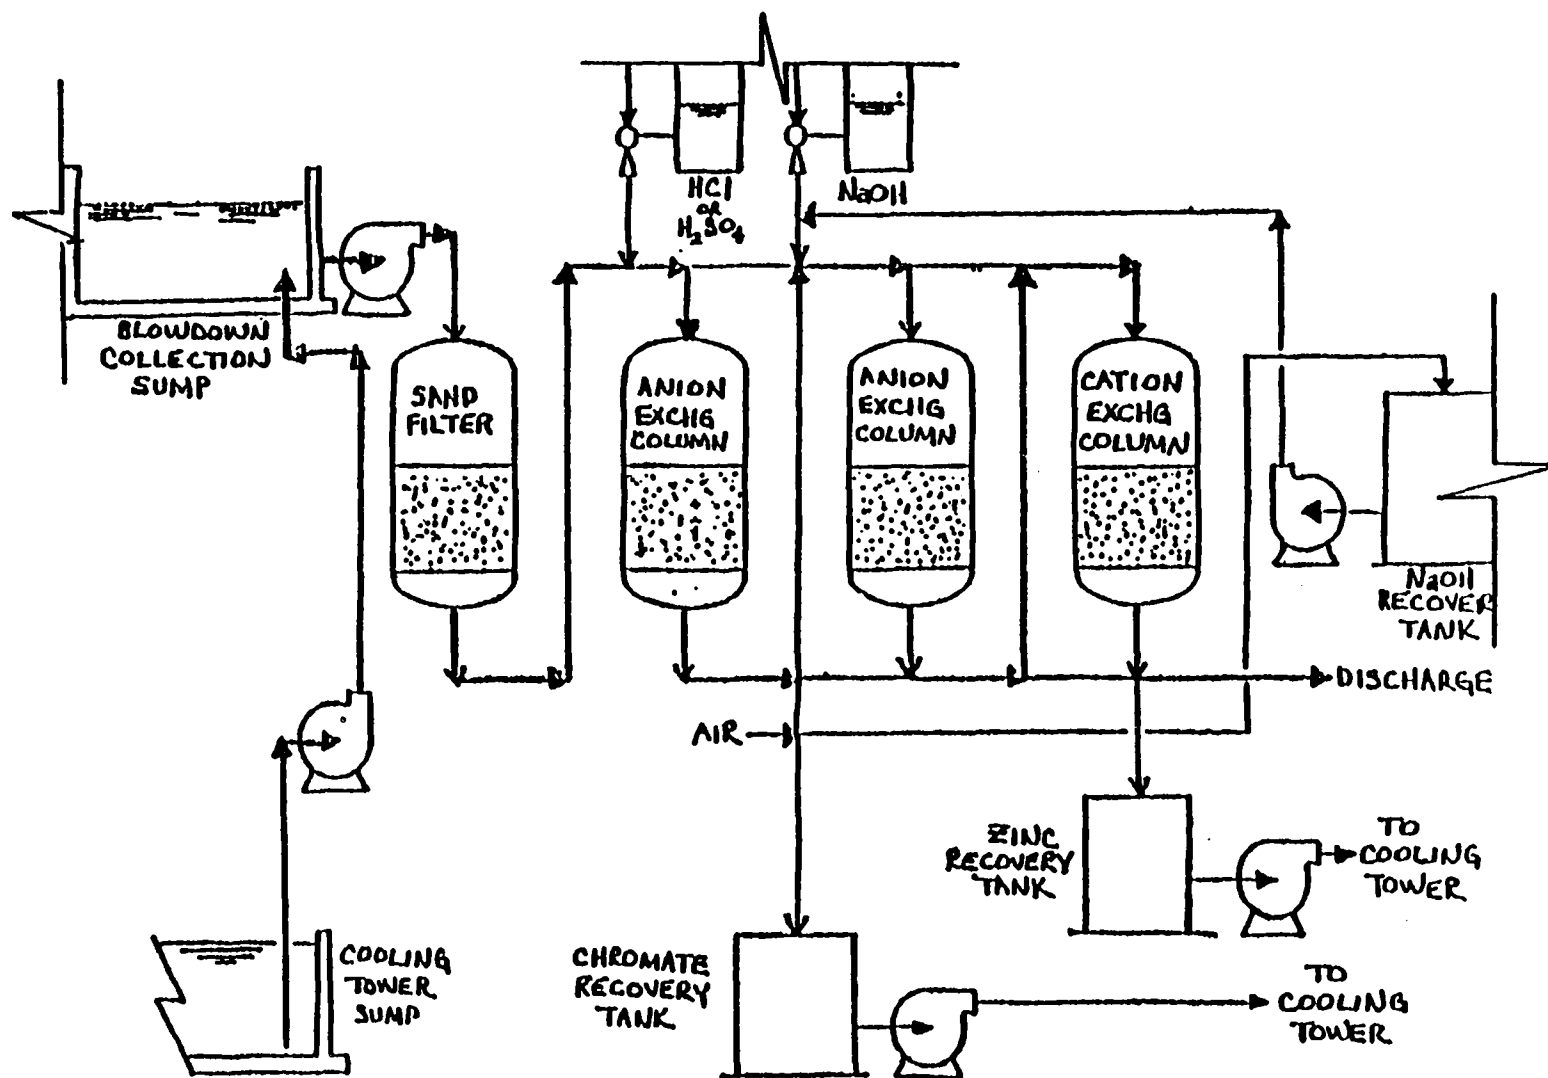 HCl
OR
H2SO4
NaOH
BLOWDOWN
COLLECTION
SUMP
SAND
FILTER
ANION
EXCHG
COLUMN
ANION
EXCHG
COLUMN
CATION
EXCHG
COLUMN
NaOH
RECOVER
TANK
DISCHARGE
AIR
ZINC
RECOVERY
TANK
TO
COOLING
TOWER
COOLING
TOWER
SUMP
CHROMATE
RECOVERY
TANK
TO
COOLING
TOWER